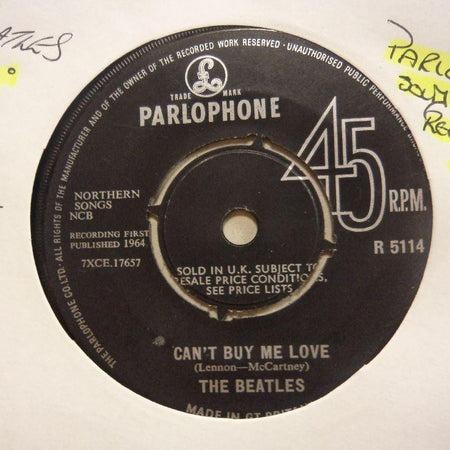 ALL RIGHTS OF THE MANUFACTURER AND OF THE OWNER OF THE RECORDED WORK RESERVED · UNAUTHORISED PUBLIC PERFORMANCE
£
TRADE MARK
PARLOPHONE
45
R.P.M.
R 5114
NORTHERN
SONGS
NCB
RECORDING FIRST
PUBLISHED 1964
7XCE.17657
SOLD IN U.K. SUBJECT TO
RESALE PRICE CONDITIONS,
SEE PRICE LISTS
CAN'T BUY ME LOVE
(Lennon—McCartney)
THE BEATLES
MADE IN GT BRITAIN
THE PARLOPHONE CO.LTD.